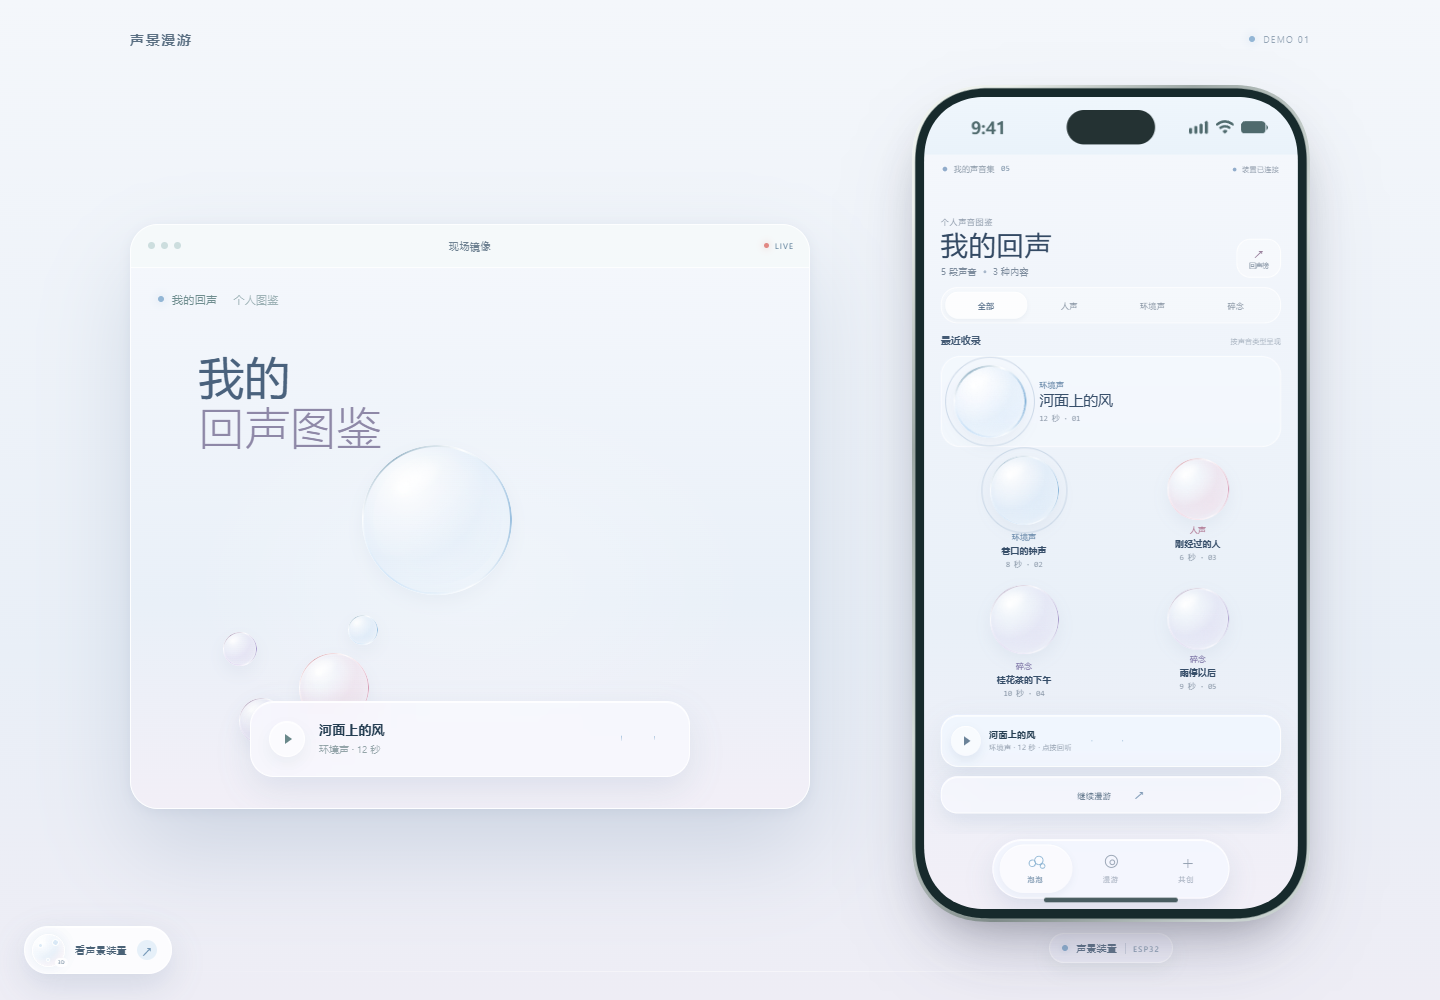 声景漫游
DEMO 01
现场镜像
LIVE
我的回声 个人图鉴
我的
回声图鉴
河面上的风
环境声 · 12 秒
看声景装置
3D
9:41
我的声音集 05
装置已连接
个人声音图鉴
我的回声
5 段声音 • 3 种内容
回声榜
全部 人声 环境声 碎念
最近收录
按声音类型呈现
环境声
河面上的风
12 秒 · 01
环境声
巷口的钟声
8 秒 · 02
人声
刚经过的人
6 秒 · 03
碎念
桂花茶的下午
10 秒 · 04
碎念
雨停以后
9 秒 · 05
河面上的风
环境声 · 12 秒 · 点按回听
继续漫游
泡泡 漫游 共创
声景装置 ESP32